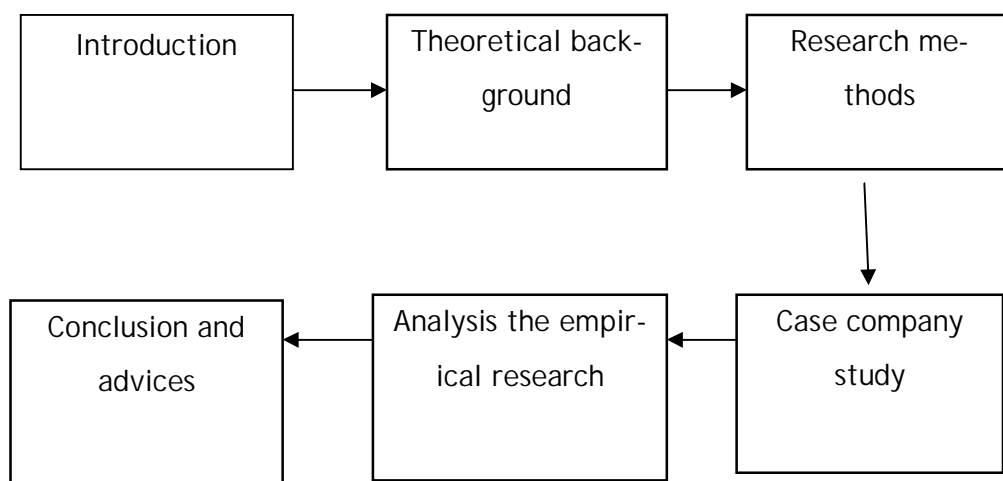 Introduction
Theoretical back-
ground
Research me-
thods
Case company
study
Analysis the empir-
ical research
Conclusion and
advices